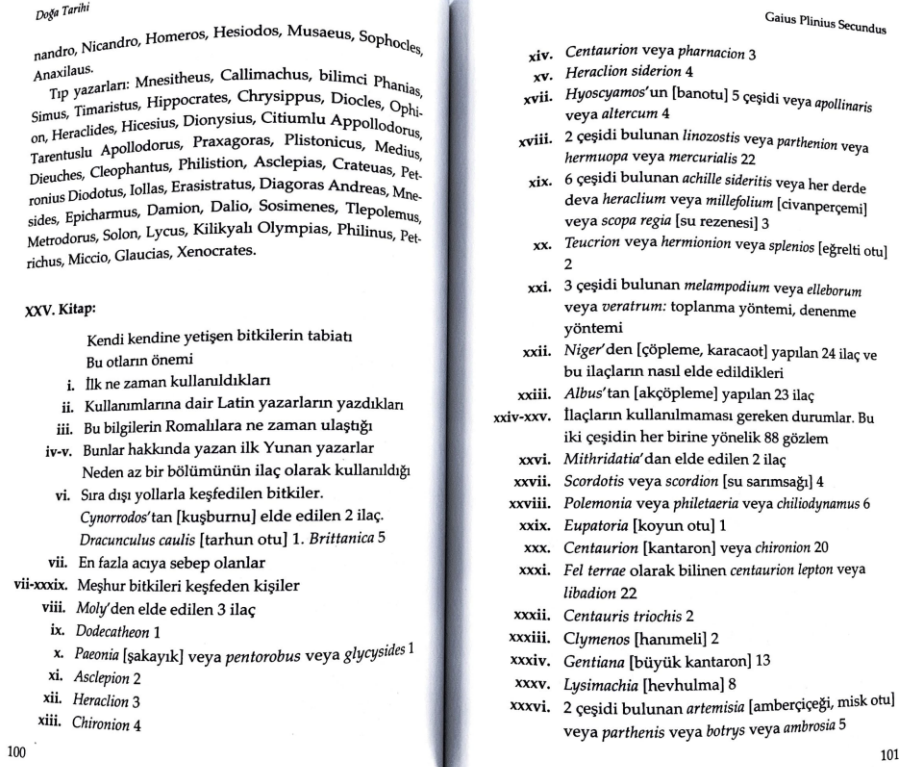 Doğa Tarihi
nandro, Nicandro, Homeros, Hesiodos, Musaeus, Sophocles,
Anaxilaus.
Tıp yazarları: Mnesitheus, Callimachus, bilimci Phanias,
Simus, Timaristus, Hippocrates, Chrysippus, Diocles, Ophi-
on, Heraclides, Hicesius, Dionysius, Citiumlu Appollodorus,
Tarentuslu Apollodorus, Praxagoras, Plistonicus, Medius,
Dieuches, Cleophantus, Philistion, Asclepias, Crateuas, Pet-
ronius Diodotus, Iollas, Erasistratus, Diagoras Andreas, Mne-
sides, Epicharmus, Damion, Dalio, Sosimenes, Tlepolemus,
Metrodorus, Solon, Lycus, Kilikyalı Olympias, Philinus, Pet-
richus, Miccio, Glaucias, Xenocrates.
XXV. Kitap:
Kendi kendine yetişen bitkilerin tabiatı
Bu otların önemi
i. İlk ne zaman kullanıldıkları
ii. Kullanımlarına dair Latin yazarların yazdıkları
iii. Bu bilgilerin Romalılara ne zaman ulaştığı
iv-v. Bunlar hakkında yazan ilk Yunan yazarlar
Neden az bir bölümünün ilaç olarak kullanıldığı
vi. Sıra dışı yollarla keşfedilen bitkiler.
Cynorrodos'tan [kuşburnu] elde edilen 2 ilaç.
Dracunculus caulis [tarhun otu] 1. Brittanica 5
vii. En fazla acıya sebep olanlar
vii-xxxix. Meşhur bitkileri keşfeden kişiler
viii. Moly'den elde edilen 3 ilaç
ix. Dodecatheon 1
x. Paeonia [şakayık] veya pentorobus veya glycysides 1
xi. Asclepion 2
xii. Heraclion 3
xiii. Chironion 4
100
Gaius Plinius Secundus
xiv. Centaurion veya pharnacion 3
xv. Heraclion siderion 4
xvii. Hyoscyamos'un [banotu] 5 çeşidi veya apollinaris
veya altercum 4
xviii. 2 çeşidi bulunan linozostis veya parthenion veya
hermuopa veya mercurialis 22
xix. 6 çeşidi bulunan achille sideritis veya her derde
deva heraclium veya millefolium [civanperçemi]
veya scopa regia [su rezenesi] 3
xx. Teucrion veya hermionion veya splenios [eğrelti otu]
2
xxi. 3 çeşidi bulunan melampodium veya elleborum
veya veratrum: toplanma yöntemi, denenme
yöntemi
xxii. Niger'den [çöpleme, karacaot] yapılan 24 ilaç ve
bu ilaçların nasıl elde edildikleri
xxiii. Albus'tan [akçöpleme] yapılan 23 ilaç
xxiv-xxv. İlaçların kullanılmaması gereken durumlar. Bu
iki çeşidin her birine yönelik 88 gözlem
xxvi. Mithridatia'dan elde edilen 2 ilaç
xxvii. Scordotis veya scordion [su sarımsağı] 4
xxviii. Polemonia veya philetaeria veya chiliodynamus 6
xxix. Eupatoria [koyun otu] 1
xxx. Centaurion [kantaron] veya chironion 20
xxxi. Fel terrae olarak bilinen centaurion lepton veya
libadion 22
xxxii. Centauris triochis 2
xxxiii. Clymenos [hanımeli] 2
xxxiv. Gentiana [büyük kantaron] 13
xxxv. Lysimachia [hevhulma] 8
xxxvi. 2 çeşidi bulunan artemisia [amberçiçeği, misk otu]
veya parthenis veya botrys veya ambrosia 5
101